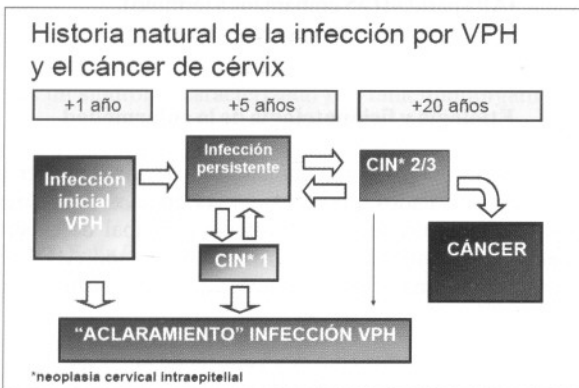 Historia natural de la infección por VPH
y el cáncer de cérvix
+1 año
+5 años
+20 años
Infección
inicial
VPH
Infección
persistente
CIN* 2/3
CIN* 1
CÁNCER
“ACLARAMIENTO” INFECCIÓN VPH
*neoplasia cervical intraepitelial